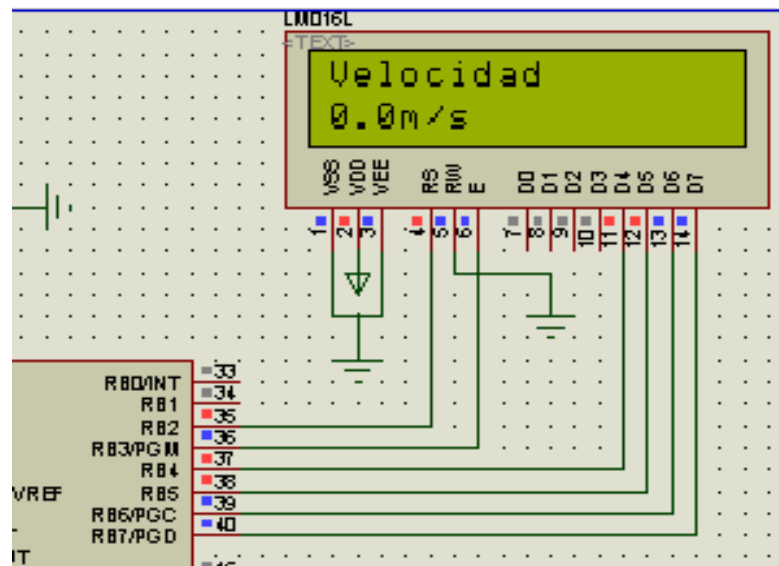 LM016L
<TEXT>
Velocidad
0.0m/s
VSS VDD VEE RS RW E D0 D1 D2 D3 D4 D5 D6 D7
1 2 3 4 5 6 7 8 9 10 11 12 13 14
RB0/INT 33
RB1 34
RB2 35
RB3/PGM 36
RB4 37
VREF RB5 38
RB6/PGC 39
RB7/PGD 40